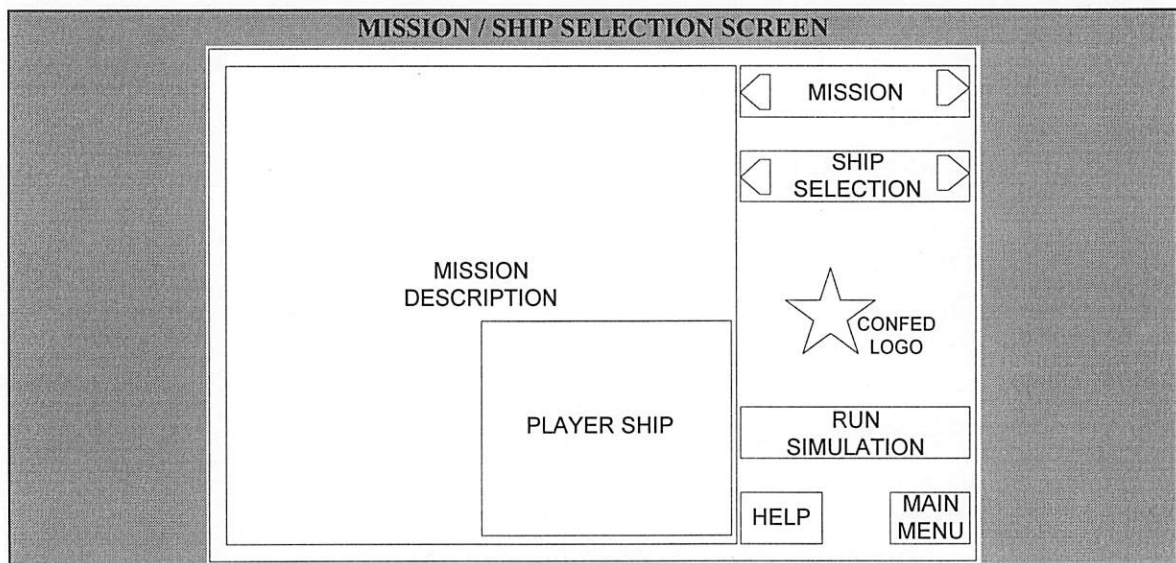 MISSION / SHIP SELECTION SCREEN
MISSION
SHIP
SELECTION
MISSION
DESCRIPTION
CONFED
LOGO
PLAYER SHIP
RUN
SIMULATION
HELP
MAIN
MENU